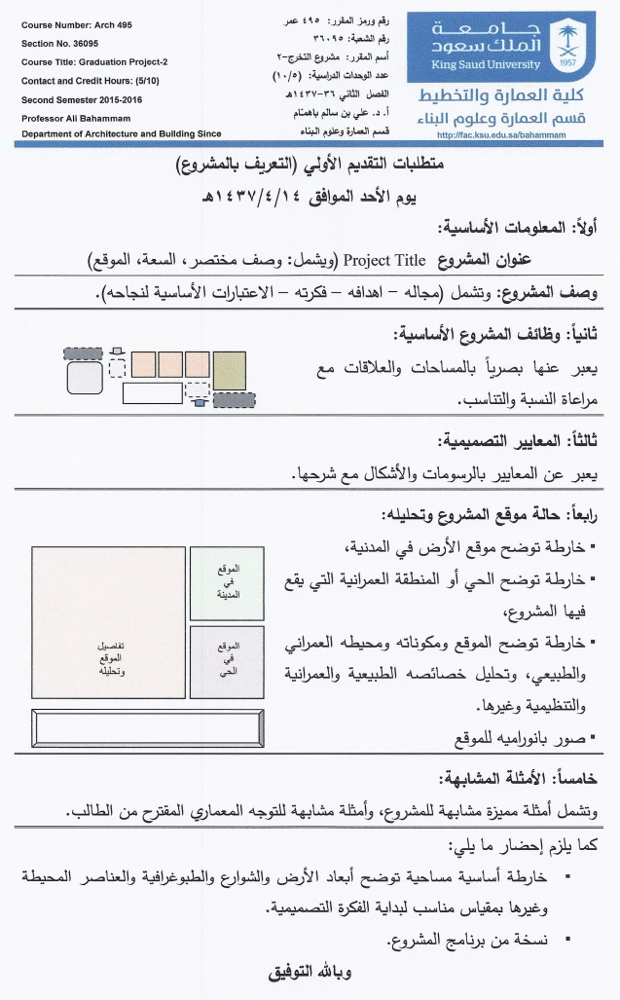 Course Number: Arch 495
Section No. 36095
Course Title: Graduation Project-2
Contact and Credit Hours: (5/10)
Second Semester 2015-2016
Professor Ali Bahammam
Department of Architecture and Building Since
رقم ورمز المقرر: ٤٩٥ عمر
رقم الشعبة: ٣٦٠٩٥
أسم المقرر: مشروع التخرج-٢
عدد الوحدات الدراسية: (١٠/٥)
الفصل الثاني ٣٦-١٤٣٧هـ
أ. د. علي بن سالم باهمّام
قسم العمارة وعلوم البناء
جامعة
الملك سعود
King Saud University
1957
كلية العمارة والتخطيط
قسم العمارة وعلوم البناء
http://fac.ksu.edu.sa/bahammam
متطلبات التقديم الأولي (التعريف بالمشروع)
يوم الأحد الموافق ١٤٣٧/٤/١٤هـ
أولاً: المعلومات الأساسية:
عنوان المشروع Project Title (ويشمل: وصف مختصر، السعة، الموقع)
وصف المشروع: وتشمل (مجاله – اهدافه – فكرته – الاعتبارات الأساسية لنجاحه).
ثانياً: وظائف المشروع الأساسية:
يعبر عنها بصرياً بالمساحات والعلاقات مع
مراعاة النسبة والتناسب.
ثالثاً: المعايير التصميمية:
يعبر عن المعايير بالرسومات والأشكال مع شرحها.
رابعاً: حالة موقع المشروع وتحليله:
▪ خارطة توضح موقع الأرض في المدنية،
▪ خارطة توضح الحي أو المنطقة العمرانية التي يقع
فيها المشروع،
▪ خارطة توضح الموقع ومكوناته ومحيطه العمراني
والطبيعي، وتحليل خصائصه الطبيعية والعمرانية
والتنظيمية وغيرها.
▪ صور بانوراميه للموقع
الموقع
في
المدينة
الموقع
في
الحي
تفاصيل
الموقع
وتحليله
خامساً: الأمثلة المشابهة:
وتشمل أمثلة مميزة مشابهة للمشروع، وأمثلة مشابهة للتوجه المعماري المقترح من الطالب.
كما يلزم إحضار ما يلي:
▪ خارطة أساسية مساحية توضح أبعاد الأرض والشوارع والطبوغرافية والعناصر المحيطة
وغيرها بمقياس مناسب لبداية الفكرة التصميمية.
▪ نسخة من برنامج المشروع.
وبالله التوفيق